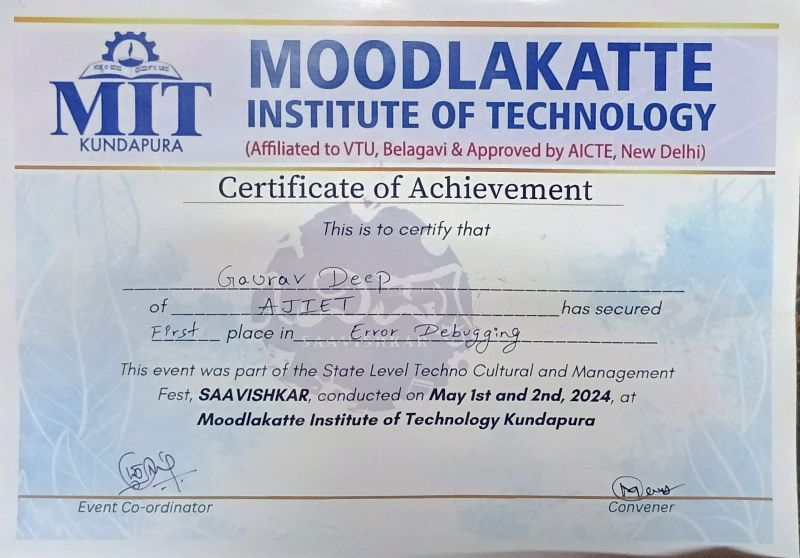 MIT
KUNDAPURA
MOODLAKATTE
INSTITUTE OF TECHNOLOGY
(Affiliated to VTU, Belagavi & Approved by AICTE, New Delhi)
Certificate of Achievement
This is to certify that
Gaurav Deep
of AJIET has secured
First place in Error Debugging
SAAVISHKAR
This event was part of the State Level Techno Cultural and Management
Fest, SAAVISHKAR, conducted on May 1st and 2nd, 2024, at
Moodlakatte Institute of Technology Kundapura
Event Co-ordinator
Convener